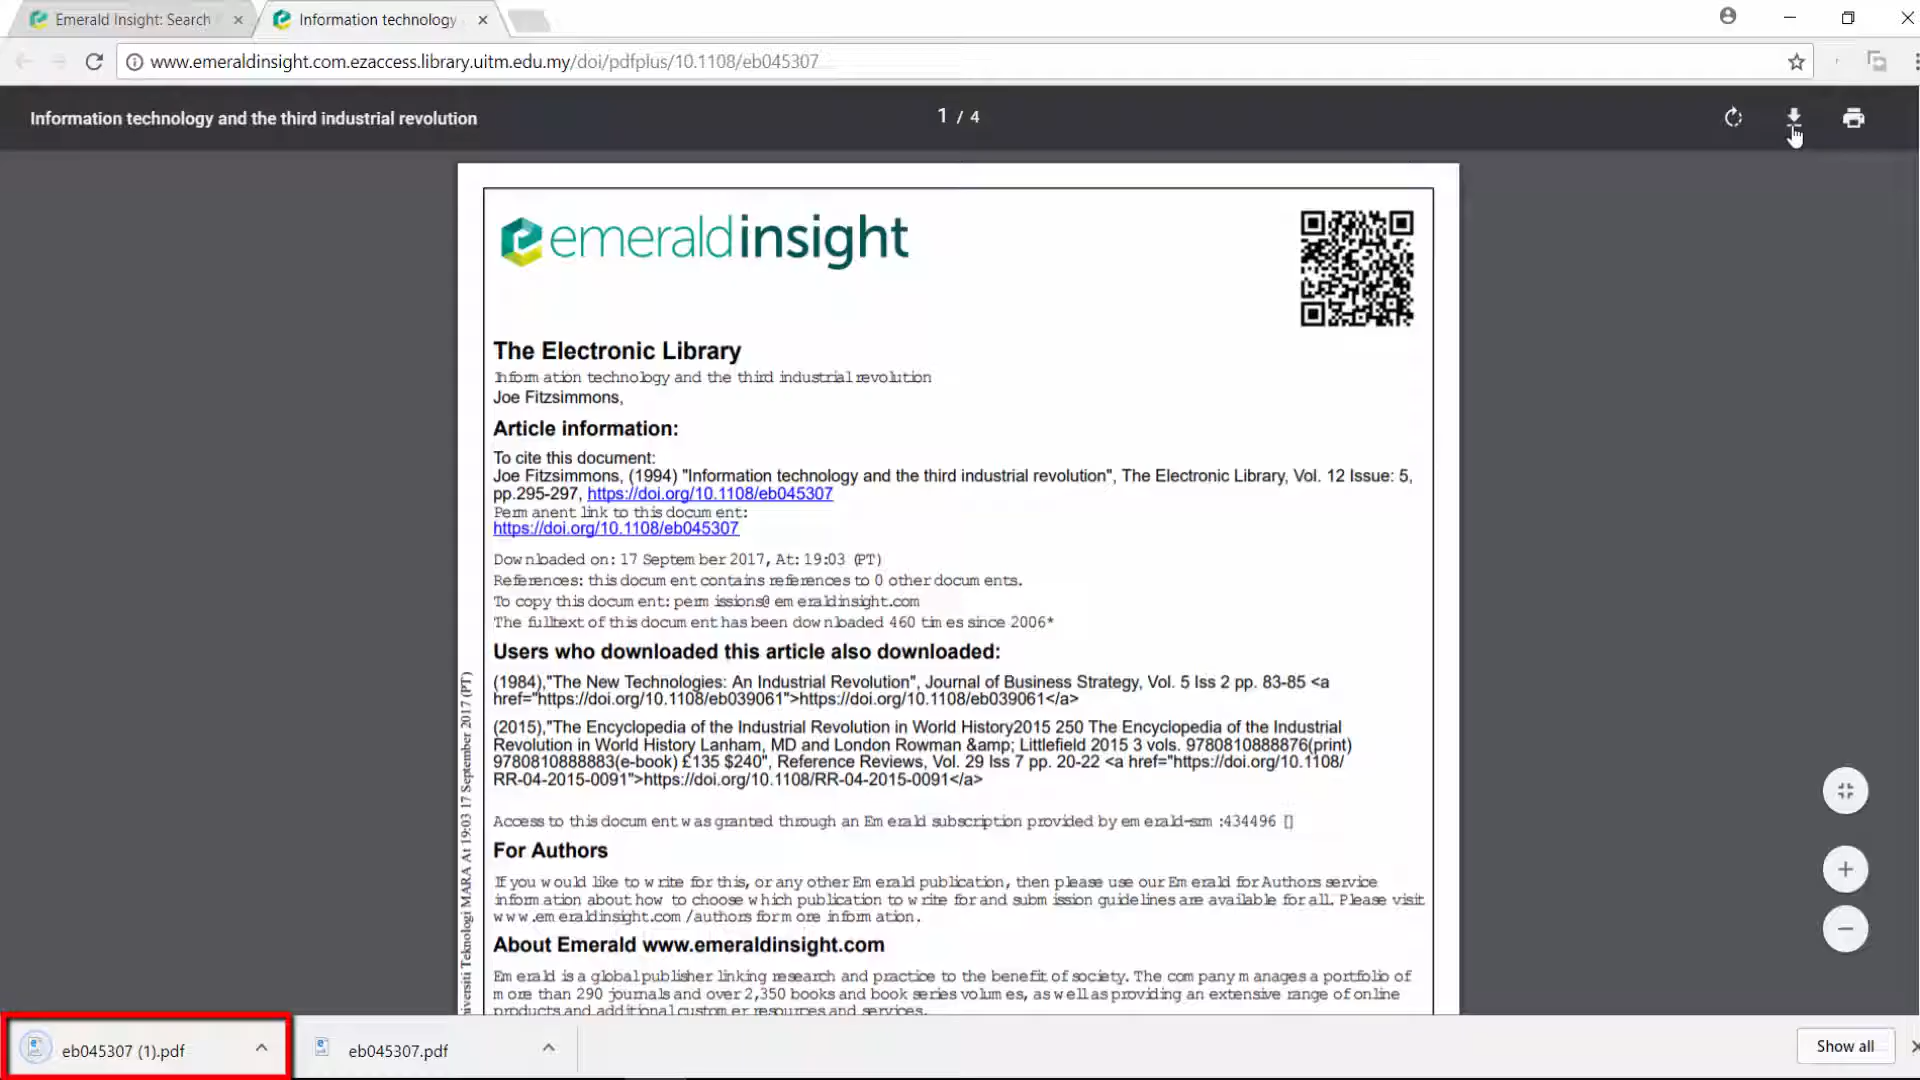 Emerald Insight: Search
Information technology
www.emeraldinsight.com.ezaccess.library.uitm.edu.my/doi/pdfplus/10.1108/eb045307
Information technology and the third industrial revolution
1 / 4
emeraldinsight
The Electronic Library
Information technology and the third industrial revolution
Joe Fitzsimmons,
Article information:
To cite this document:
Joe Fitzsimmons, (1994) "Information technology and the third industrial revolution", The Electronic Library, Vol. 12 Issue: 5,
pp.295-297, https://doi.org/10.1108/eb045307
Permanent link to this document:
https://doi.org/10.1108/eb045307
Downloaded on: 17 September 2017, At: 19:03 (PT)
References: this document contains references to 0 other documents.
To copy this document: permissions@emeraldinsight.com
The fulltext of this document has been downloaded 460 times since 2006*
Users who downloaded this article also downloaded:
(1984),"The New Technologies: An Industrial Revolution", Journal of Business Strategy, Vol. 5 Iss 2 pp. 83-85 <a
href="https://doi.org/10.1108/eb039061">https://doi.org/10.1108/eb039061</a>
(2015),"The Encyclopedia of the Industrial Revolution in World History2015 250 The Encyclopedia of the Industrial
Revolution in World History Lanham, MD and London Rowman &amp; Littlefield 2015 3 vols. 9780810888876(print)
9780810888883(e-book) £135 $240", Reference Reviews, Vol. 29 Iss 7 pp. 20-22 <a href="https://doi.org/10.1108/
RR-04-2015-0091">https://doi.org/10.1108/RR-04-2015-0091</a>
Access to this document was granted through an Emerald subscription provided by emerald-srm:434496 []
For Authors
If you would like to write for this, or any other Emerald publication, then please use our Emerald for Authors service
information about how to choose which publication to write for and submission guidelines are available for all. Please visit
www.emeraldinsight.com/authors for more information.
About Emerald www.emeraldinsight.com
Emerald is a global publisher linking research and practice to the benefit of society. The company manages a portfolio of
more than 290 journals and over 2,350 books and book series volumes, as well as providing an extensive range of online
products and additional customer resources and services.
iversiti Teknologi MARA At 19:03 17 September 2017 (PT)
eb045307 (1).pdf
eb045307.pdf
Show all